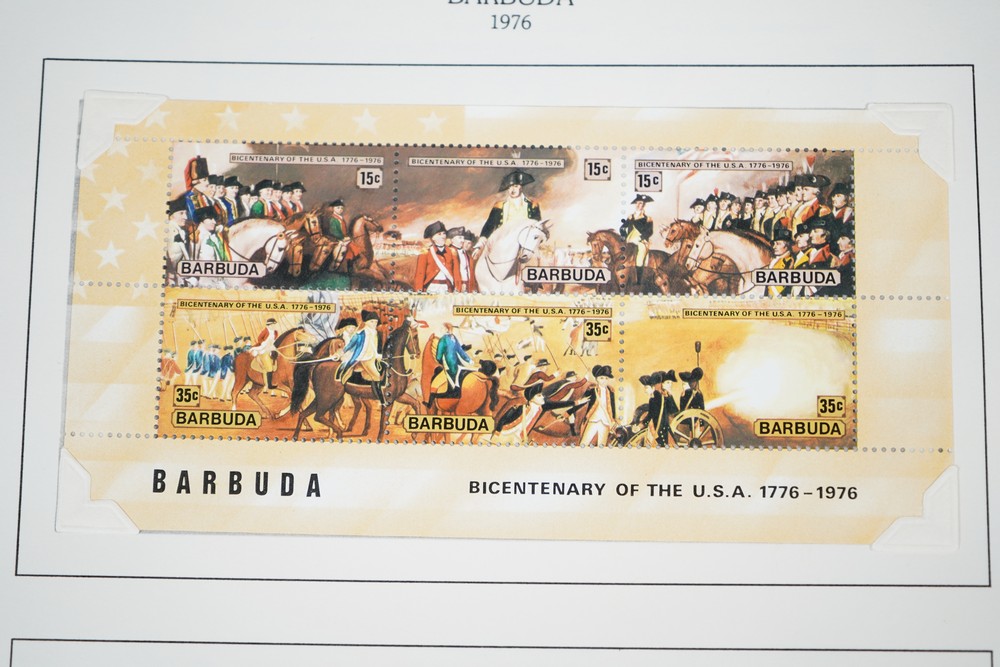 BARBUDA
1976
BICENTENARY OF THE U.S.A. 1776-1976
15c
BARBUDA
BICENTENARY OF THE U.S.A. 1776-1976
15c
BARBUDA
BICENTENARY OF THE U.S.A. 1776-1976
15c
BARBUDA
BICENTENARY OF THE U.S.A. 1776-1976
35c
BARBUDA
BICENTENARY OF THE U.S.A. 1776-1976
35c
BARBUDA
BICENTENARY OF THE U.S.A. 1776-1976
35c
BARBUDA
BARBUDA
BICENTENARY OF THE U.S.A. 1776-1976